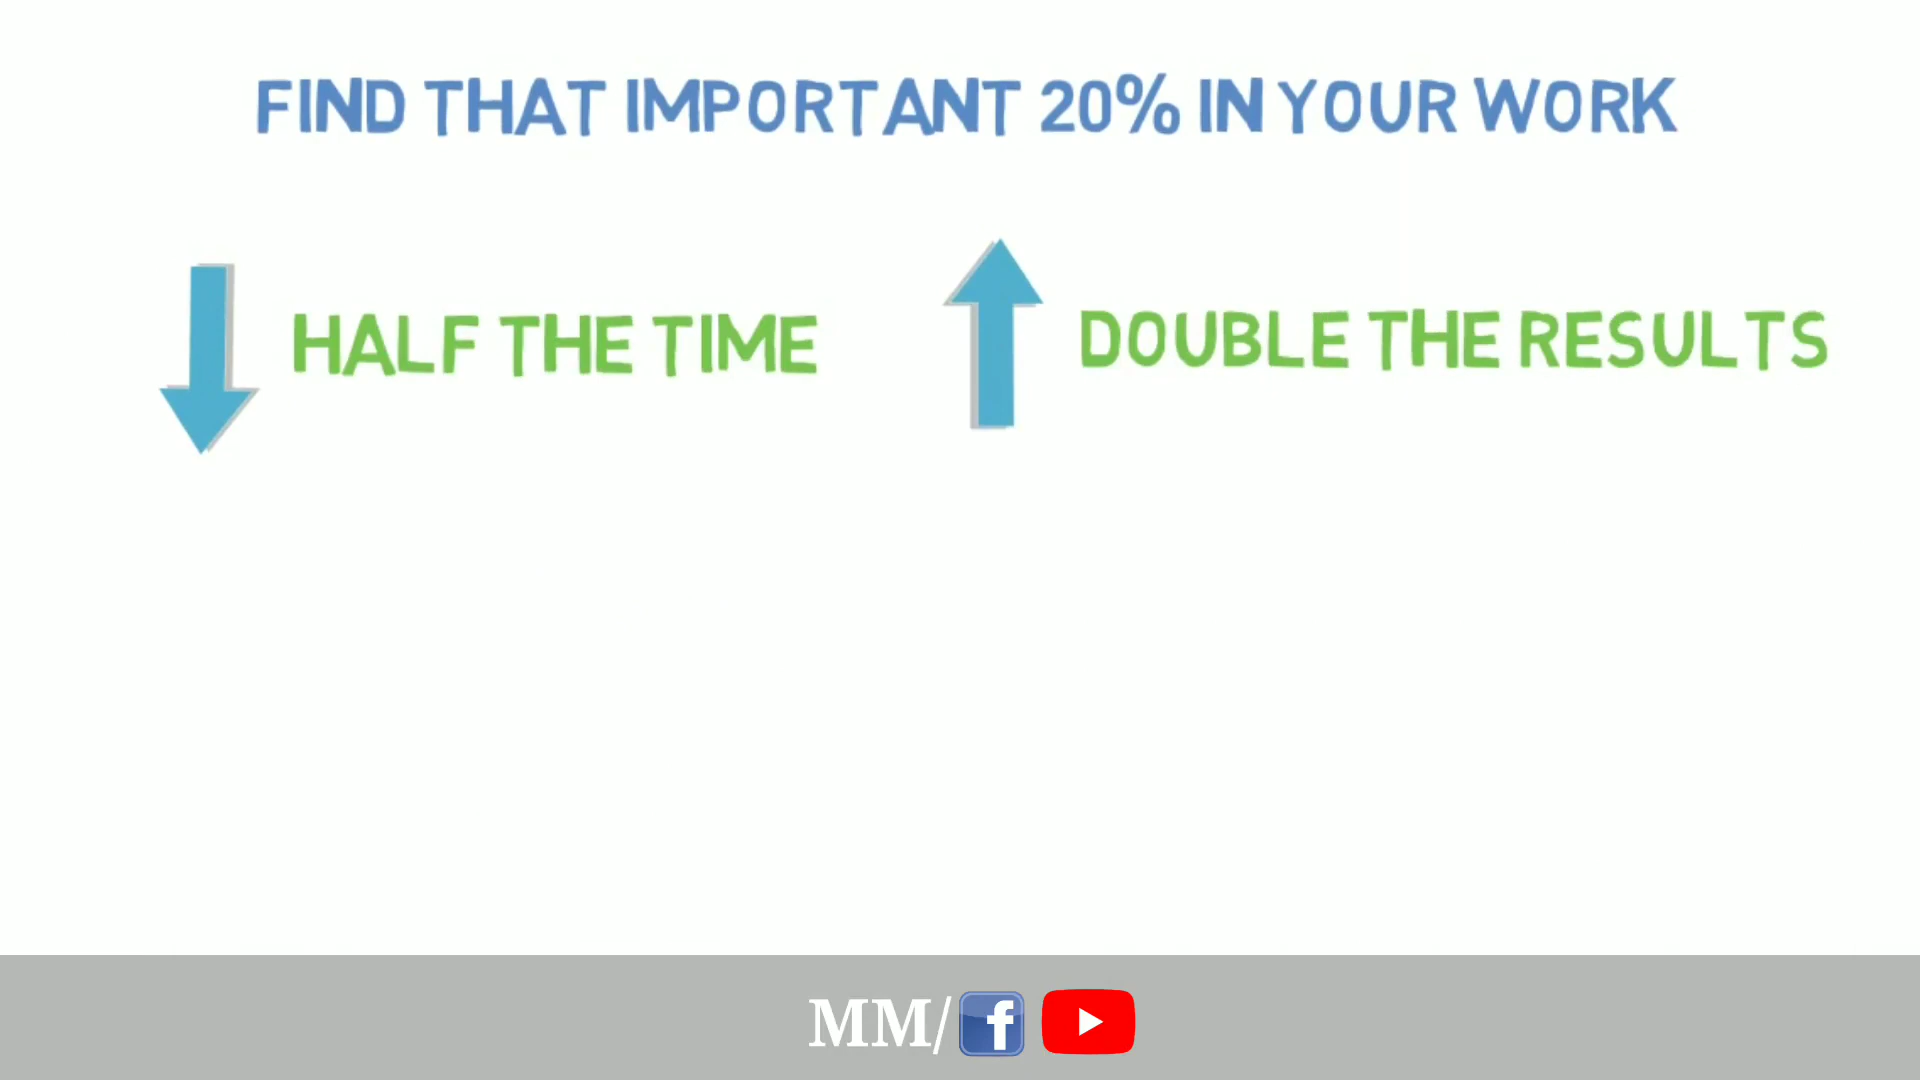 FIND THAT IMPORTANT 20% IN YOUR WORK
HALF THE TIME
DOUBLE THE RESULTS
MM/